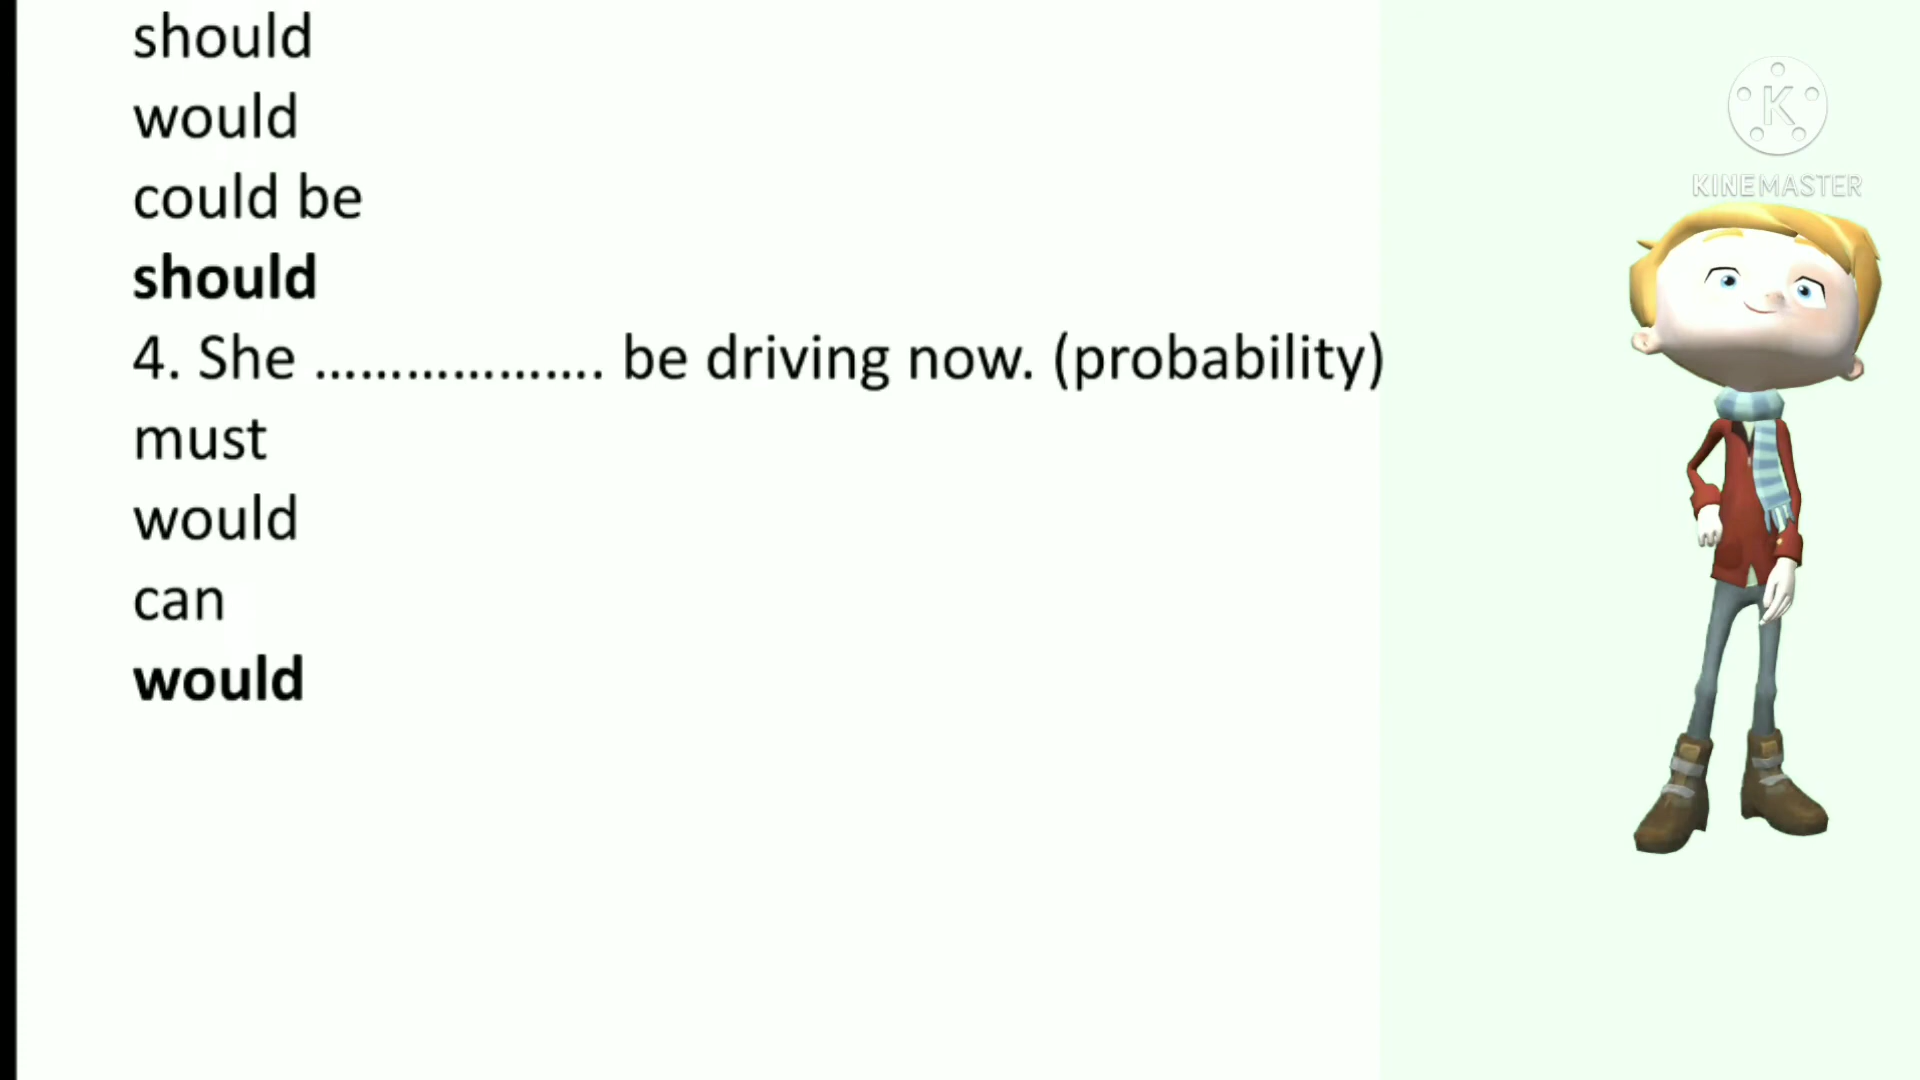 should
would
could be
should
4. She ................... be driving now. (probability)
must
would
can
would
KINEMASTER